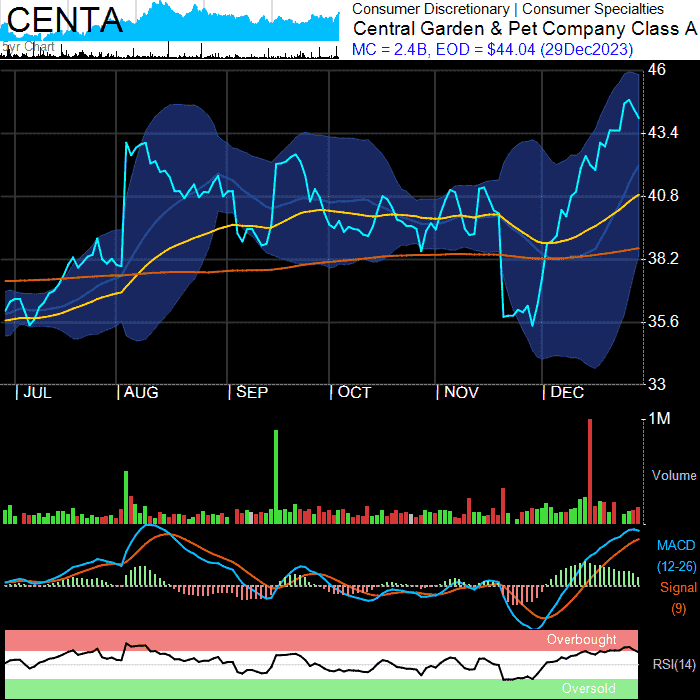 CENTA
5yr Chart
Consumer Discretionary | Consumer Specialties
Central Garden & Pet Company Class A
MC = 2.4B, EOD = $44.04 (29Dec2023)
46
43.4
40.8
38.2
35.6
33
JUL AUG SEP OCT NOV DEC
1M
Volume
MACD
(12-26)
Signal
(9)
Overbought
RSI(14)
Oversold